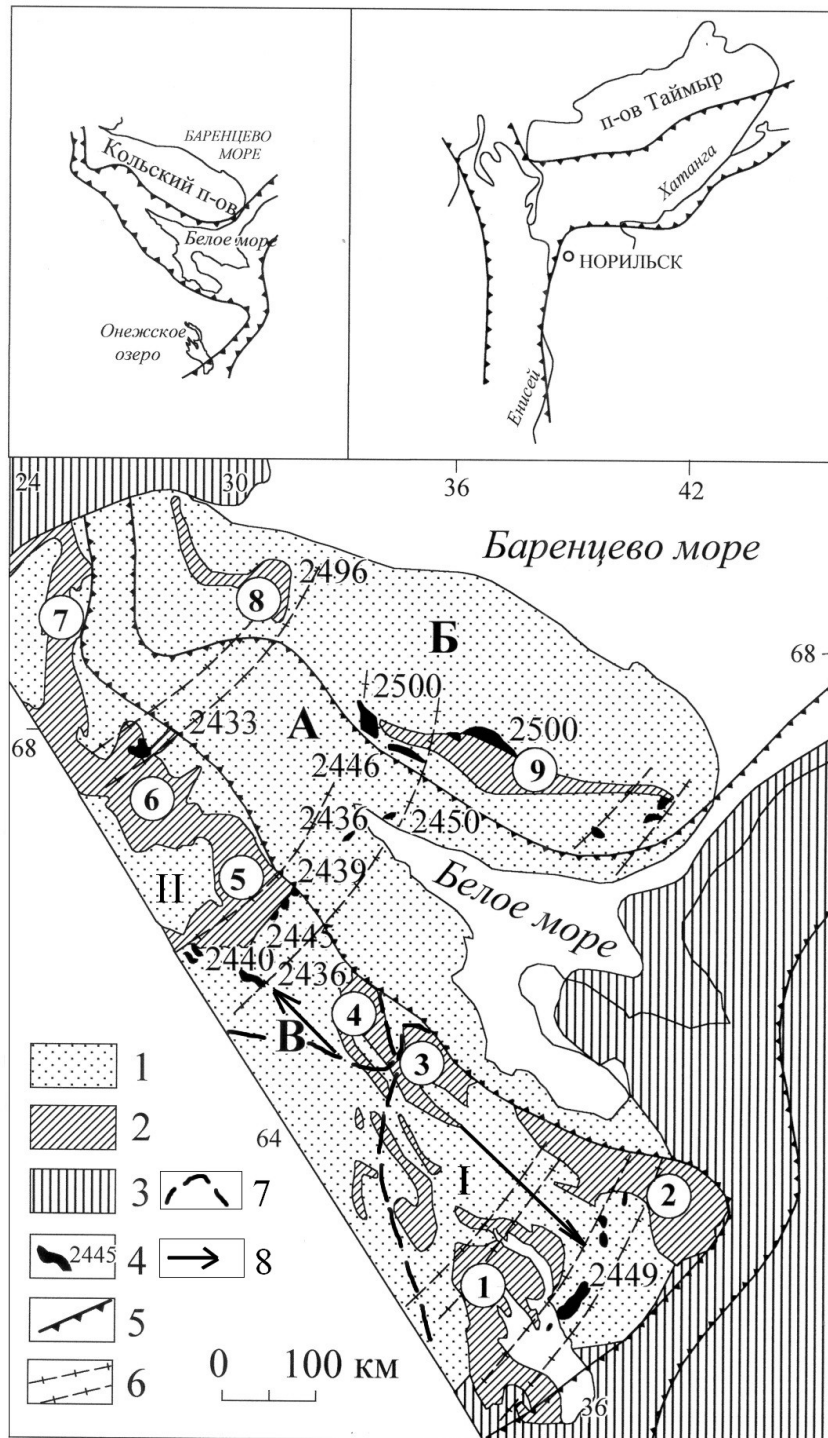 БАРЕНЦЕВО
МОРЕ
Кольский п-ов
Белое море
Онежское
озеро
п-ов Таймыр
Хатанга
НОРИЛЬСК
Енисей
24
30
36
42
Баренцево море
2496
8
7
Б
68
2500
68
2433
А
2500
9
2446
6
2436
2450
II
5
2439
Белое море
2445
2440
2436
4
В
3
1
64
2
I
2
3
7
1
2449
4
2445
8
5
6
0 100 км
36